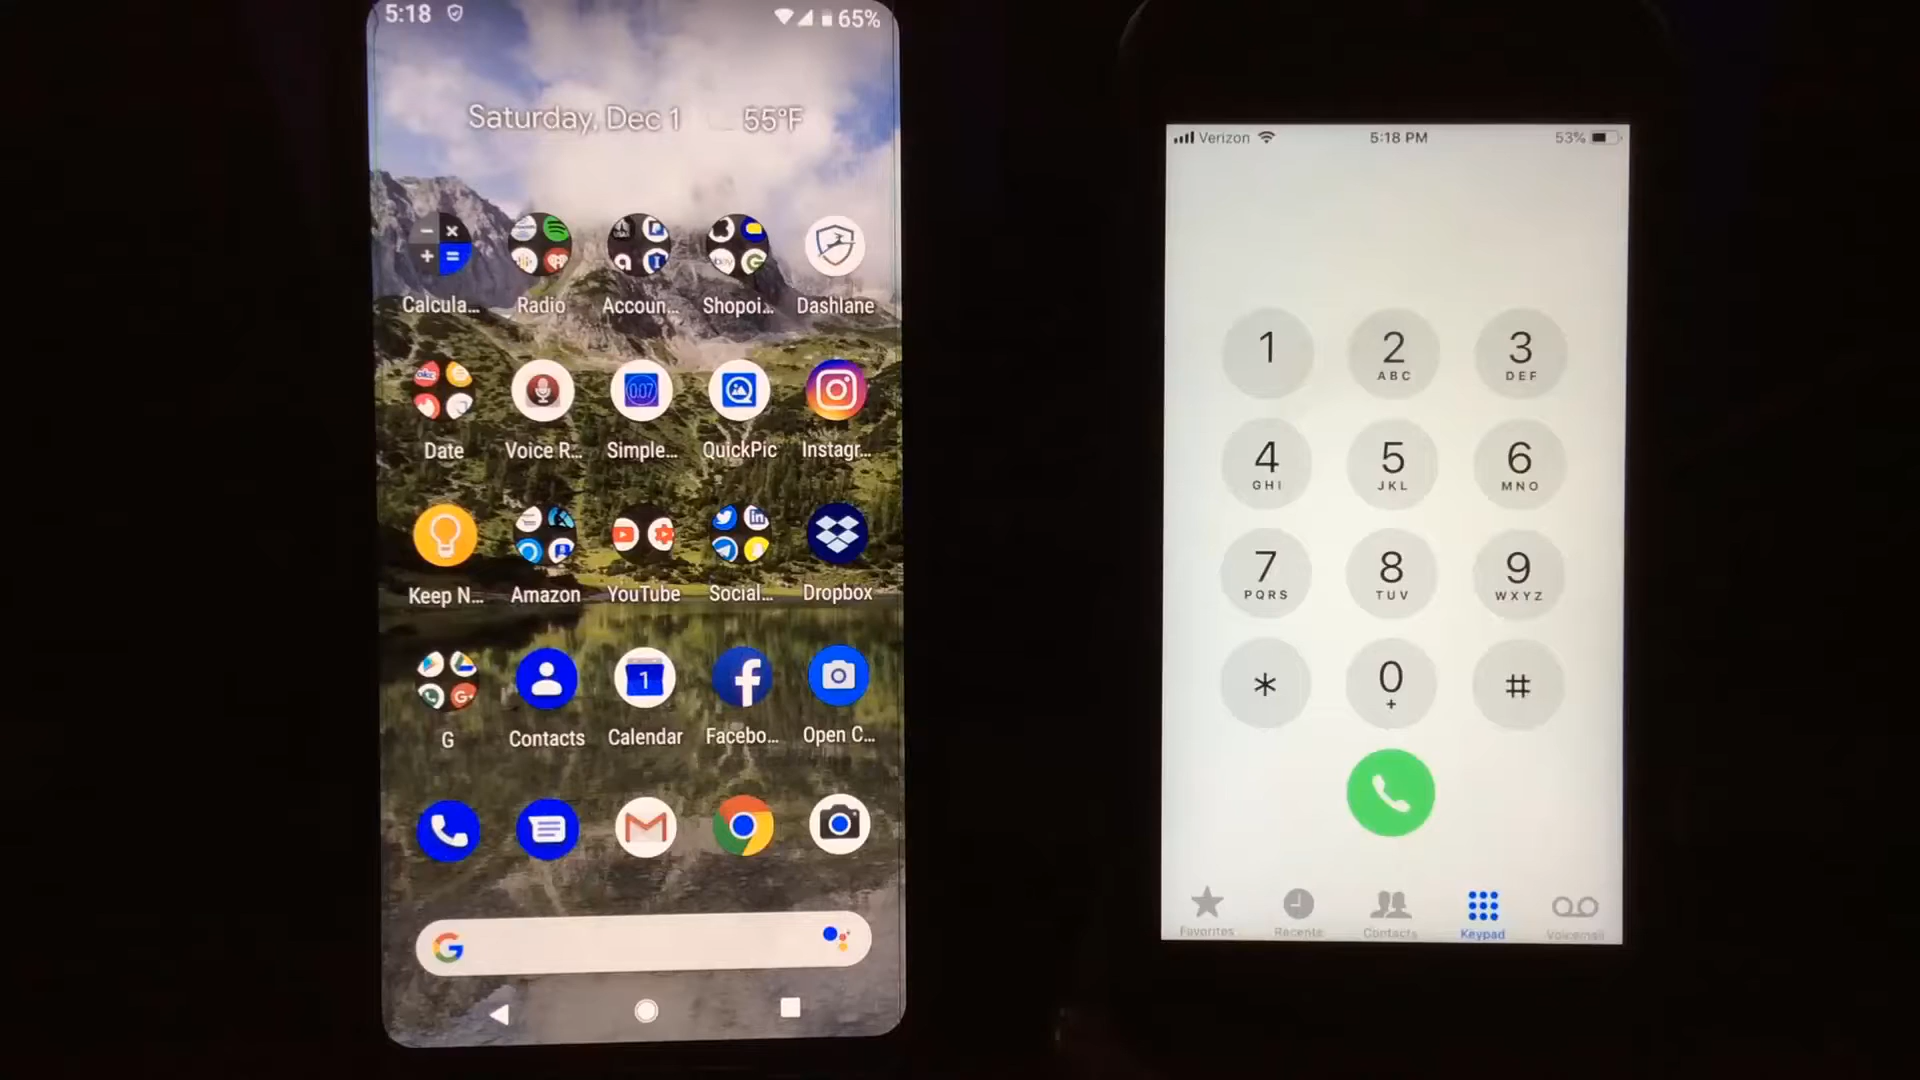 5:18
65%
Saturday, Dec 1 55°F
Calcula... Radio Accoun... Shopoi... Dashlane
Date Voice R... Simple... QuickPic Instagr...
Keep N... Amazon YouTube Social... Dropbox
G Contacts Calendar Facebo... Open C...
Verizon 5:18 PM 53%
1 2 3
ABC DEF
4 5 6
GHI JKL MNO
7 8 9
PQRS TUV WXYZ
* 0 #
+
Favorites Recents Contacts Keypad Voicemail